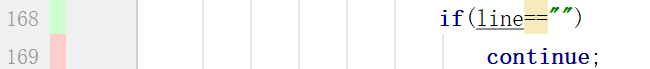 168 if(line=="")
169 continue;